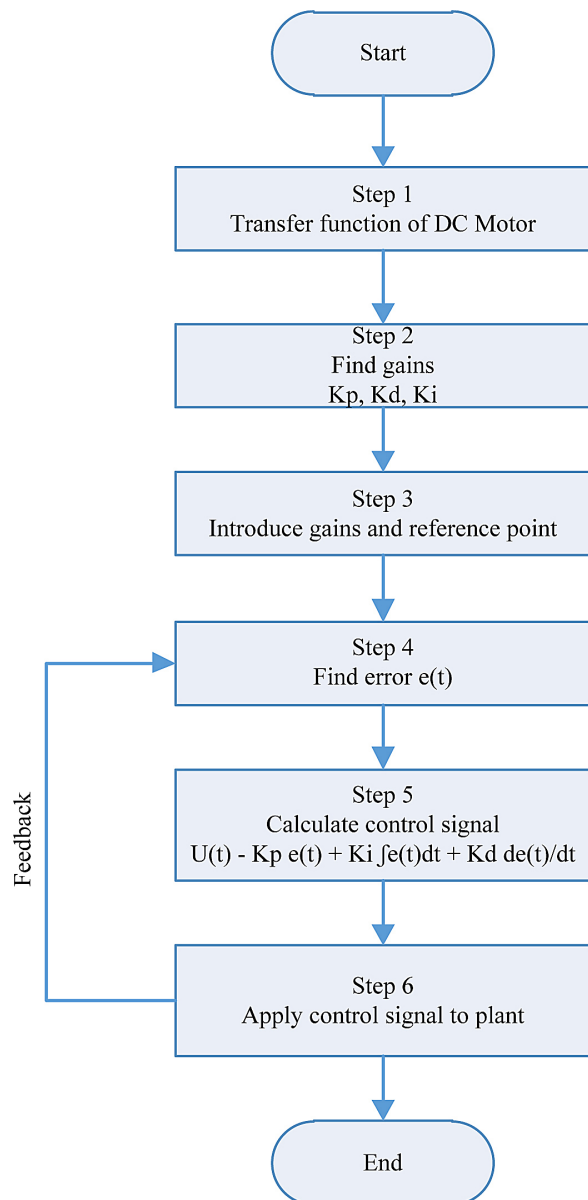 Start
Step 1
Transfer function of DC Motor
Step 2
Find gains
Kp, Kd, Ki
Step 3
Introduce gains and reference point
Step 4
Find error e(t)
Step 5
Calculate control signal
U(t) - Kp e(t) + Ki ∫e(t)dt + Kd de(t)/dt
Feedback
Step 6
Apply control signal to plant
End